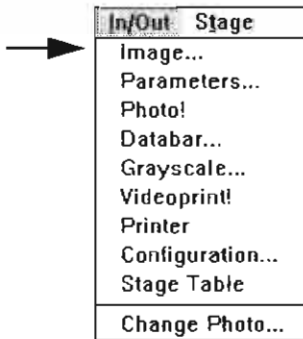 In/Out Stage
Image...
Parameters...
Photo!
Databar...
Grayscale...
Videoprint!
Printer
Configuration...
Stage Table
Change Photo...